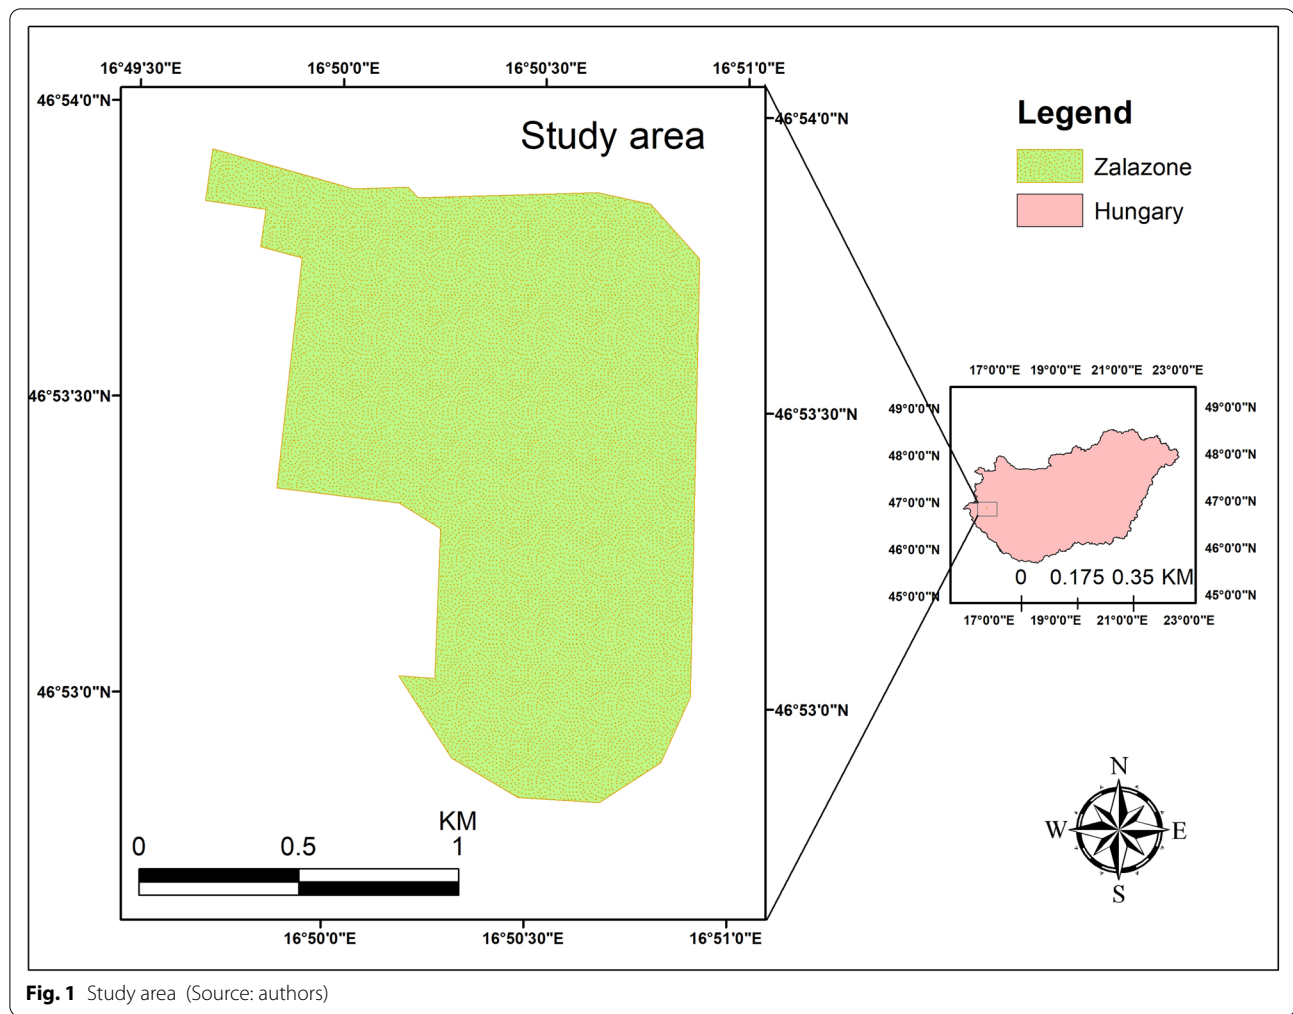 16°49'30"E 16°50'0"E 16°50'30"E 16°51'0"E
46°54'0"N
46°53'30"N
46°53'0"N
Study area
46°54'0"N
46°53'30"N
46°53'0"N
KM
0 0.5 1
16°50'0"E 16°50'30"E 16°51'0"E
Legend
Zalazone
Hungary
17°0'0"E 19°0'0"E 21°0'0"E 23°0'0"E
49°0'0"N 49°0'0"N
48°0'0"N 48°0'0"N
47°0'0"N 47°0'0"N
46°0'0"N 46°0'0"N
45°0'0"N 45°0'0"N
0 0.175 0.35 KM
17°0'0"E 19°0'0"E 21°0'0"E 23°0'0"E
N
W E
S
Fig. 1 Study area (Source: authors)